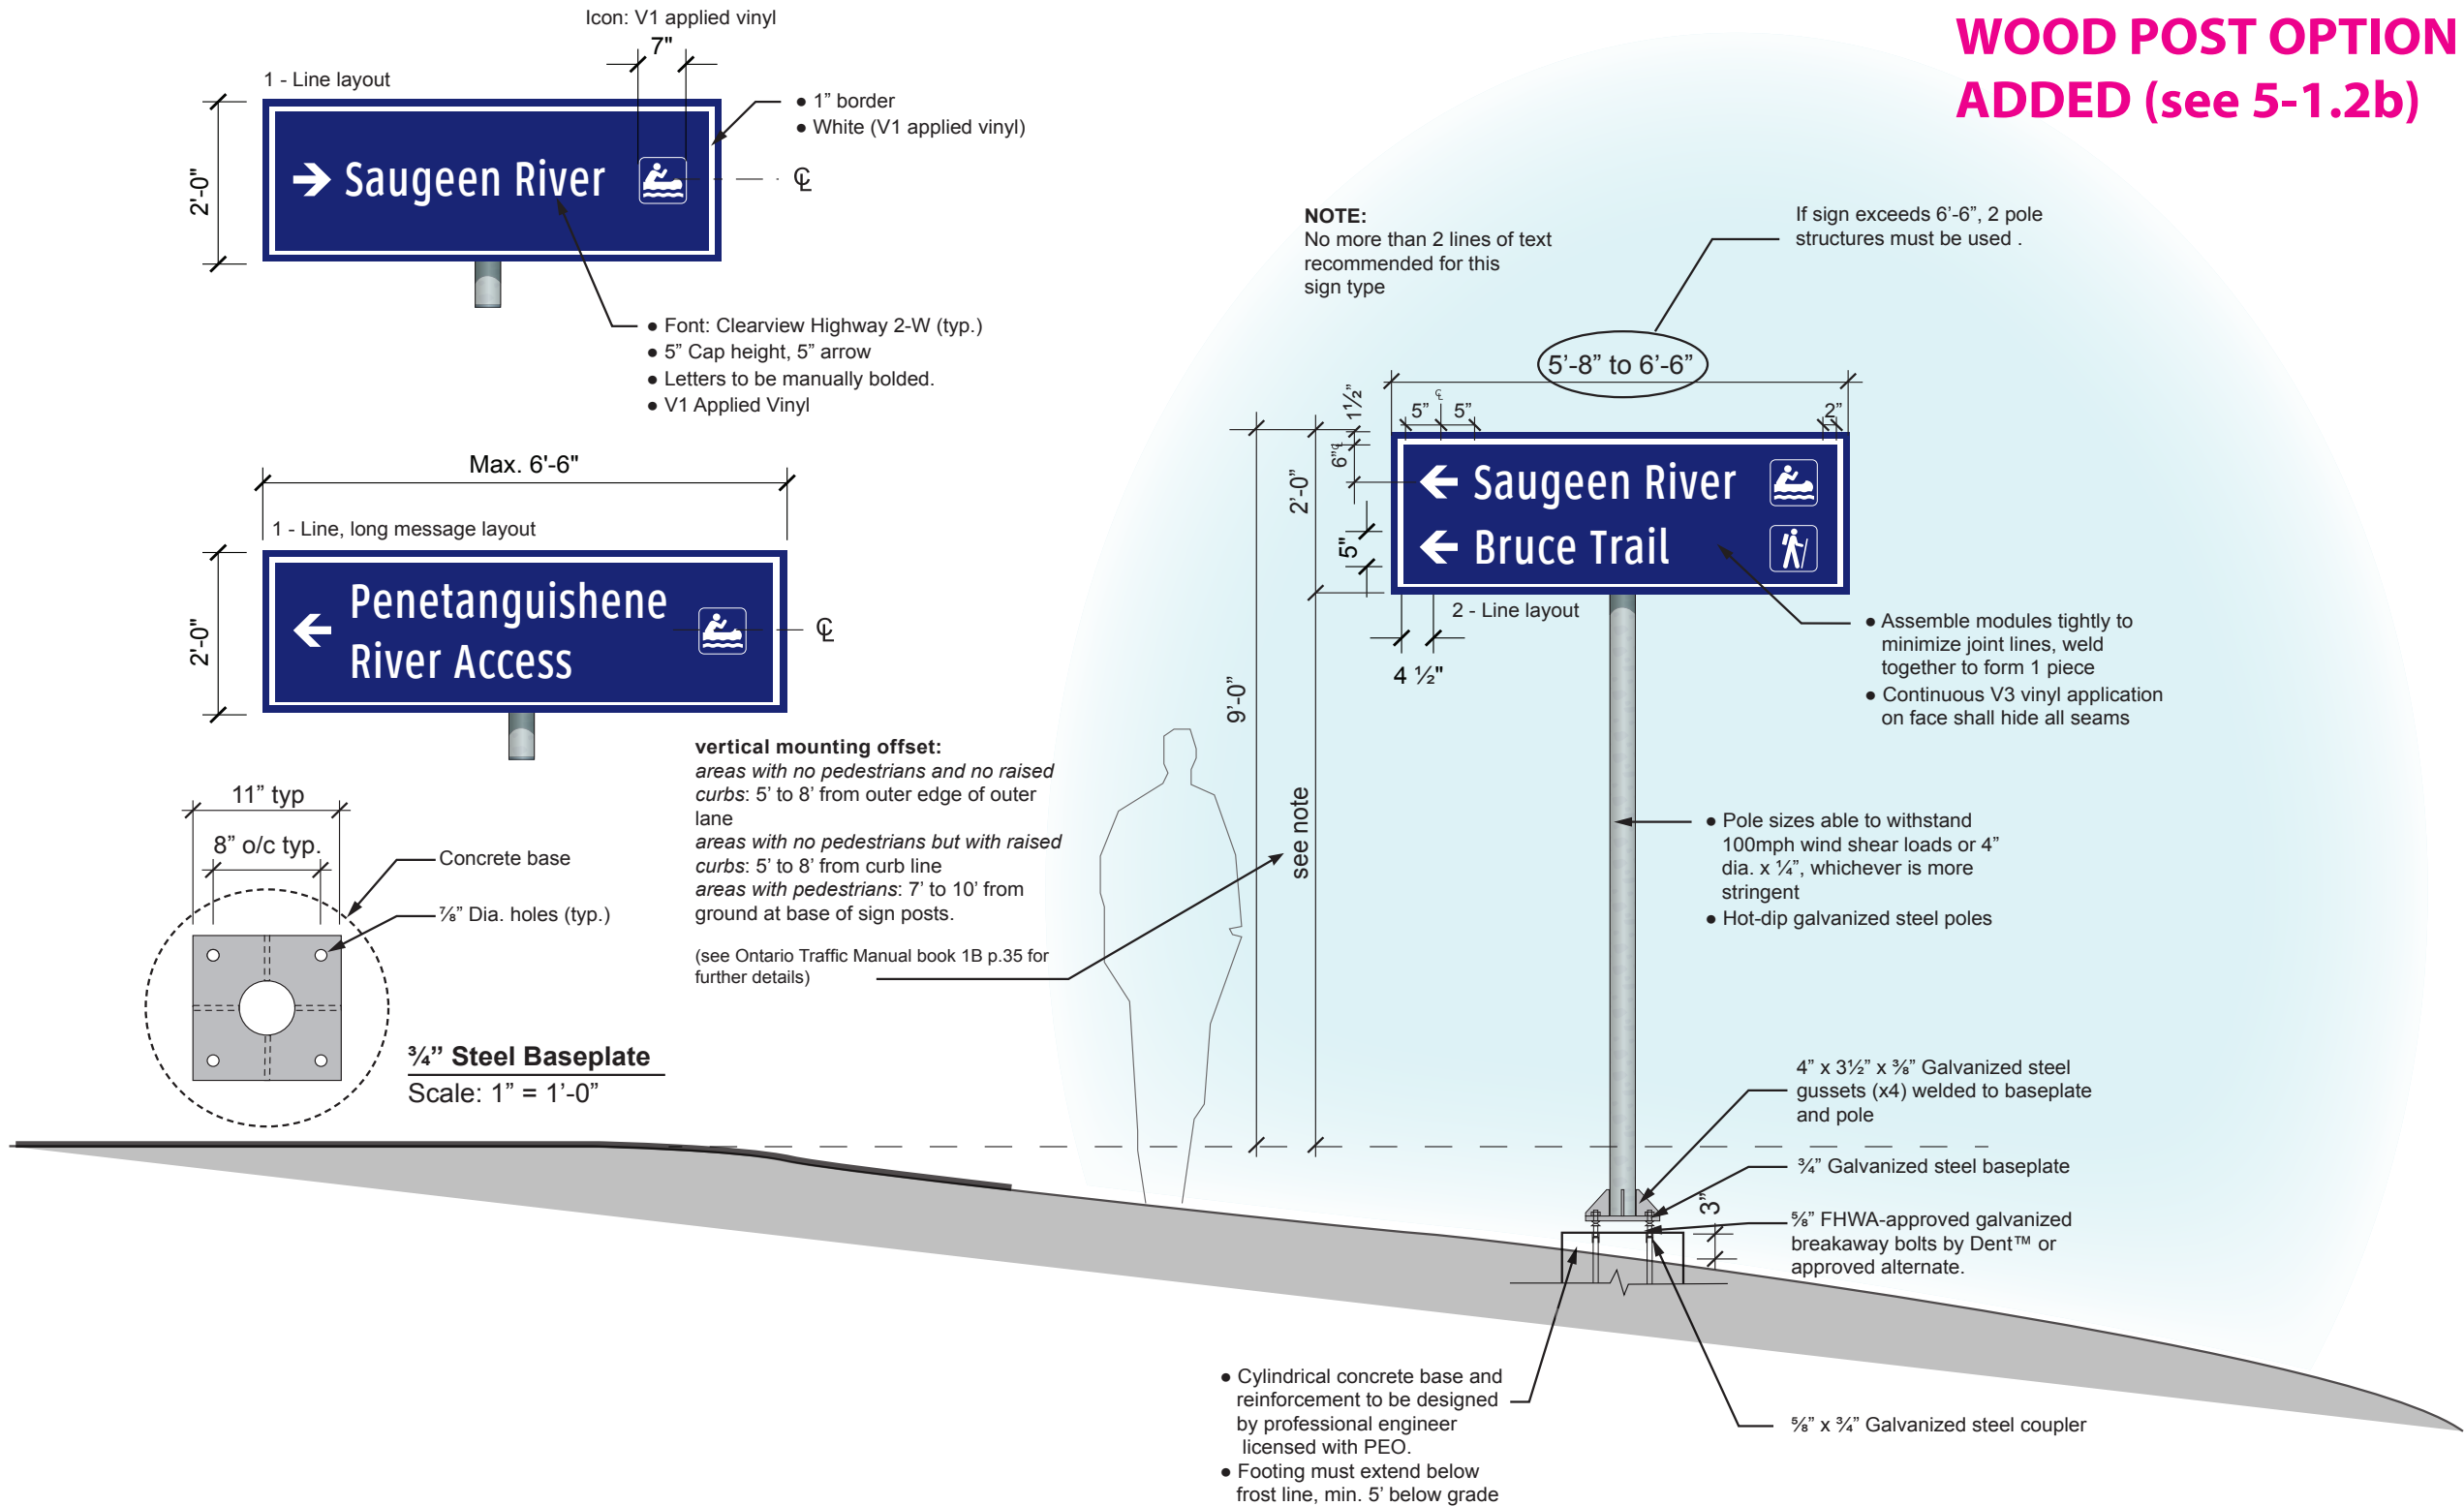 WOOD POST OPTION
ADDED (see 5-1.2b)
Icon: V1 applied vinyl
7"
1 - Line layout
● 1” border
● White (V1 applied vinyl)
2'-0"
→ Saugeen River
℄
● Font: Clearview Highway 2-W (typ.)
● 5” Cap height, 5” arrow
● Letters to be manually bolded.
● V1 Applied Vinyl
Max. 6'-6"
1 - Line, long message layout
2'-0"
← Penetanguishene
River Access
℄
11” typ
8” o/c typ.
Concrete base
⅞” Dia. holes (typ.)
¾” Steel Baseplate
Scale: 1” = 1’-0”
vertical mounting offset:
areas with no pedestrians and no raised
curbs: 5’ to 8’ from outer edge of outer
lane
areas with no pedestrians but with raised
curbs: 5’ to 8’ from curb line
areas with pedestrians: 7’ to 10’ from
ground at base of sign posts.
(see Ontario Traffic Manual book 1B p.35 for
further details)
NOTE:
No more than 2 lines of text
recommended for this
sign type
If sign exceeds 6’-6”, 2 pole
structures must be used .
5’-8” to 6’-6”
1½”
5” ℄ 5”
2”
6” ℄
2’-0”
5"
9’-0”
see note
← Saugeen River
← Bruce Trail
2 - Line layout
4 ½"
● Assemble modules tightly to
minimize joint lines, weld
together to form 1 piece
● Continuous V3 vinyl application
on face shall hide all seams
● Pole sizes able to withstand
100mph wind shear loads or 4”
dia. x ¼”, whichever is more
stringent
● Hot-dip galvanized steel poles
4” x 3½” x ⅜” Galvanized steel
gussets (x4) welded to baseplate
and pole
¾” Galvanized steel baseplate
3”
⅝” FHWA-approved galvanized
breakaway bolts by Dent™ or
approved alternate.
⅝” x ¾” Galvanized steel coupler
● Cylindrical concrete base and
reinforcement to be designed
by professional engineer
licensed with PEO.
● Footing must extend below
frost line, min. 5’ below grade